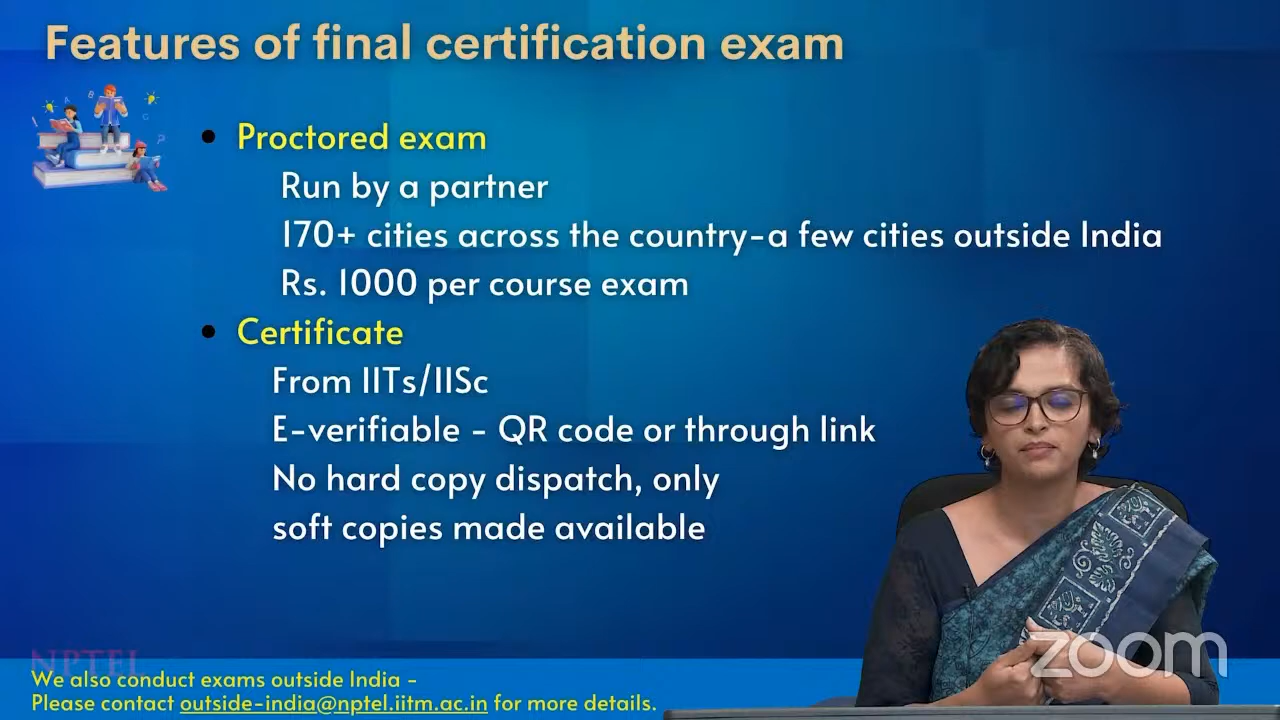 Features of final certification exam
Proctored exam
Run by a partner
170+ cities across the country-a few cities outside India
Rs. 1000 per course exam
Certificate
From IITs/IISc
E-verifiable - QR code or through link
No hard copy dispatch, only
soft copies made available
NPTEL
We also conduct exams outside India -
Please contact outside-india@nptel.iitm.ac.in for more details.
zoom